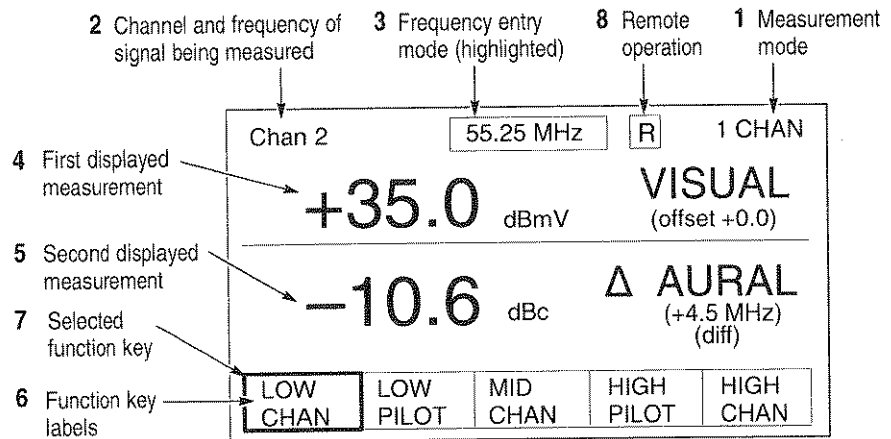 2 Channel and frequency of
signal being measured
3 Frequency entry
mode (highlighted)
8 Remote
operation
1 Measurement
mode
Chan 2
55.25 MHz
R
1 CHAN
4 First displayed
measurement
+35.0 dBmV
VISUAL
(offset +0.0)
5 Second displayed
measurement
−10.6 dBc
Δ AURAL
(+4.5 MHz)
(diff)
7 Selected
function key
6 Function key
labels
LOW
CHAN
LOW
PILOT
MID
CHAN
HIGH
PILOT
HIGH
CHAN